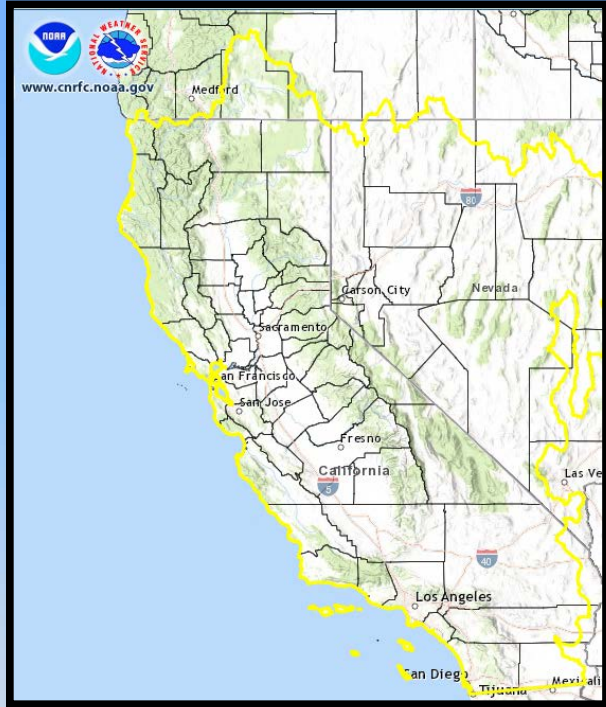 NOAA
NATIONAL WEATHER SERVICE
www.cnrfc.noaa.gov
Medford
80
Carson City
Nevada
Sacramento
San Francisco
San Jose
Fresno
California
5
Las Ve
40
Los Angeles
San Diego
Tijuana
Mexicali